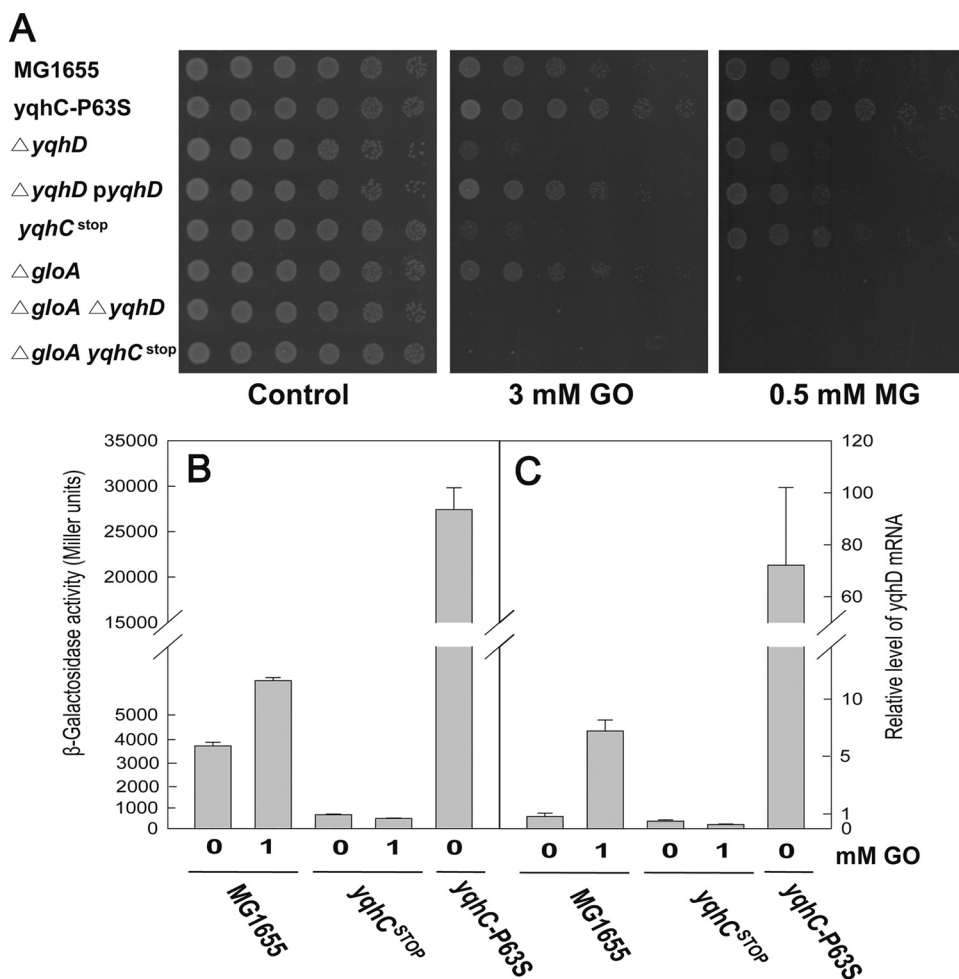 A
MG1655
yqhC-P63S
△ yqhD
△ yqhD pyqhD
yqhC stop
△ gloA
△ gloA △ yqhD
△ gloA yqhC stop
Control
3 mM GO
0.5 mM MG
B
C
β-Galactosidase activity (Miller units)
35000
30000
25000
20000
15000
5000
4000
3000
2000
1000
0
120
100
80
60
10
5
1
0
Relative level of yqhD mRNA
0 1 0 1 0 0 1 0 1 0 mM GO
MG1655
yqhC STOP
yqhC-P63S
MG1655
yqhC STOP
yqhC-P63S